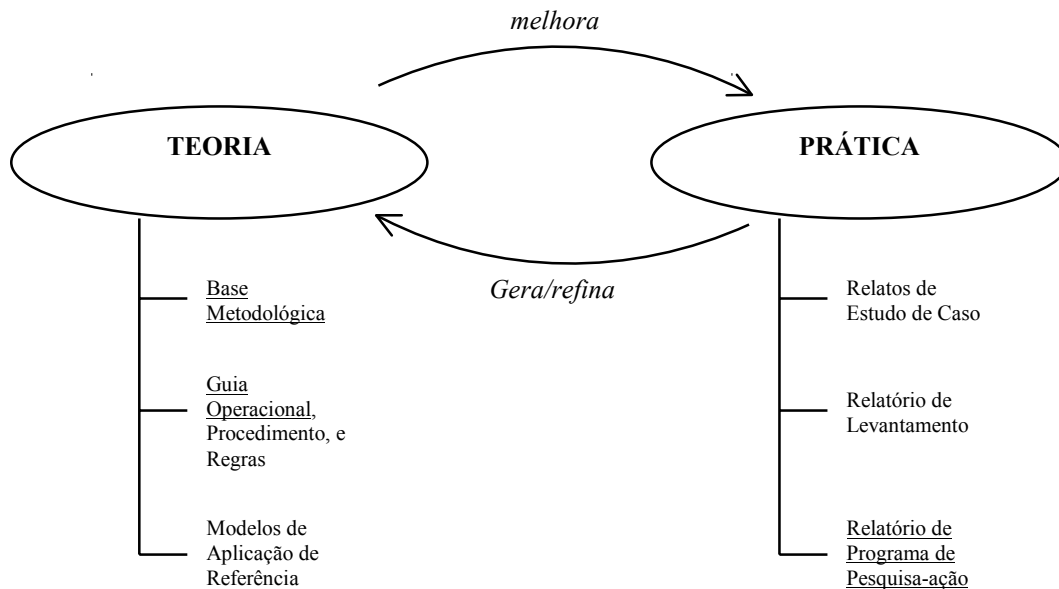 melhora
TEORIA
PRÁTICA
Gera/refina
Base
Metodológica
Guia
Operacional,
Procedimento, e
Regras
Modelos de
Aplicação de
Referência
Relatos de
Estudo de Caso
Relatório de
Levantamento
Relatório de
Programa de
Pesquisa-ação